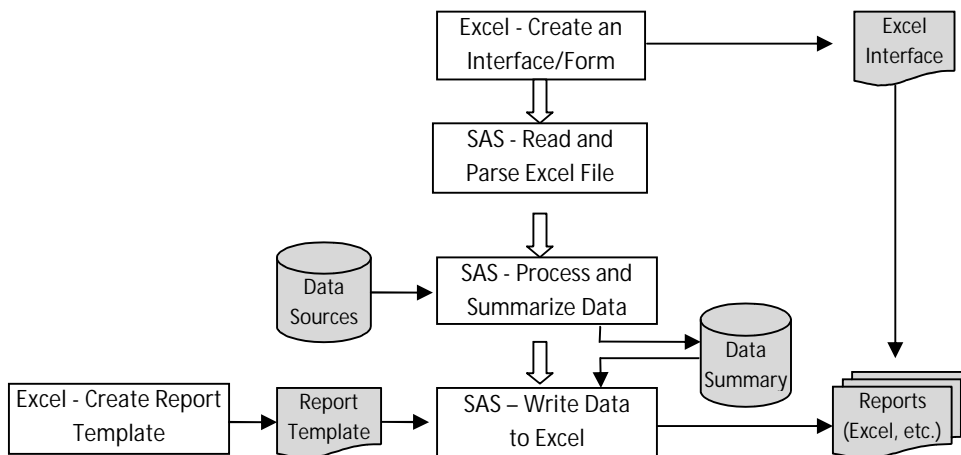 Excel - Create an
Interface/Form
Excel
Interface
SAS - Read and
Parse Excel File
Data
Sources
SAS - Process and
Summarize Data
Data
Summary
Excel - Create Report
Template
Report
Template
SAS – Write Data
to Excel
Reports
(Excel, etc.)